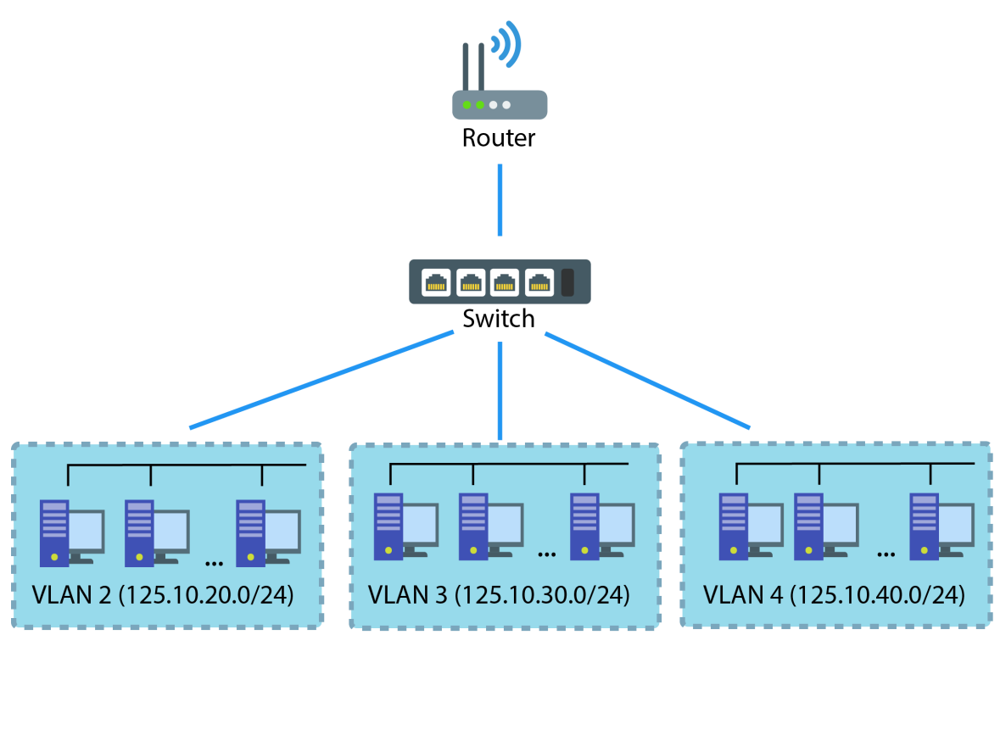 Router
Switch
...
...
...
VLAN 2 (125.10.20.0/24)
VLAN 3 (125.10.30.0/24)
VLAN 4 (125.10.40.0/24)